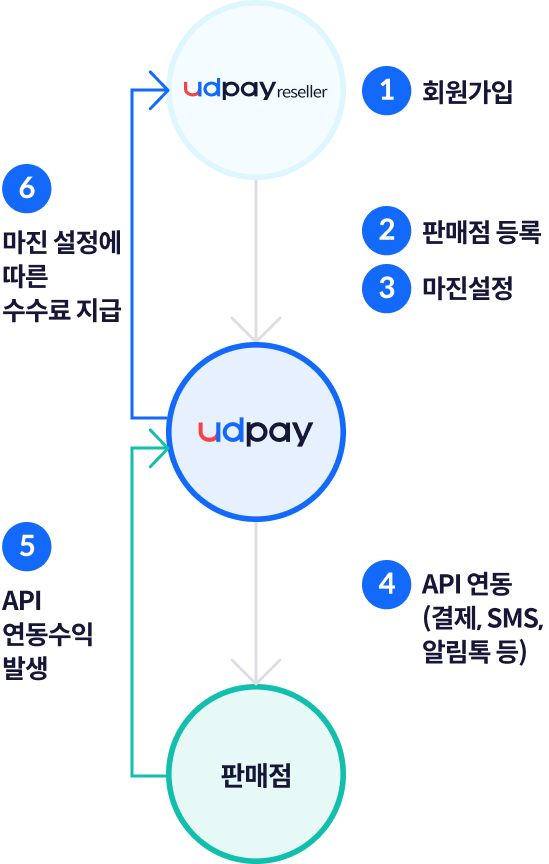 udpay reseller
1 회원가입
2 판매점 등록
3 마진설정
6
마진 설정에
따른
수수료 지급
udpay
4 API 연동
(결제, SMS,
알림톡 등)
5
API
연동수익
발생
판매점